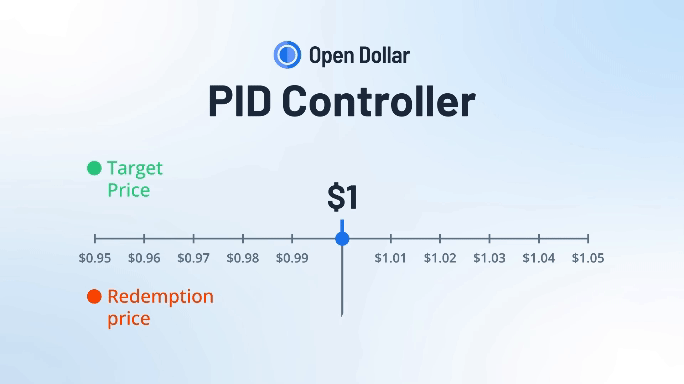 Open Dollar
PID Controller
Target
Price
$1
$0.95 $0.96 $0.97 $0.98 $0.99 $1.01 $1.02 $1.03 $1.04 $1.05
Redemption
price